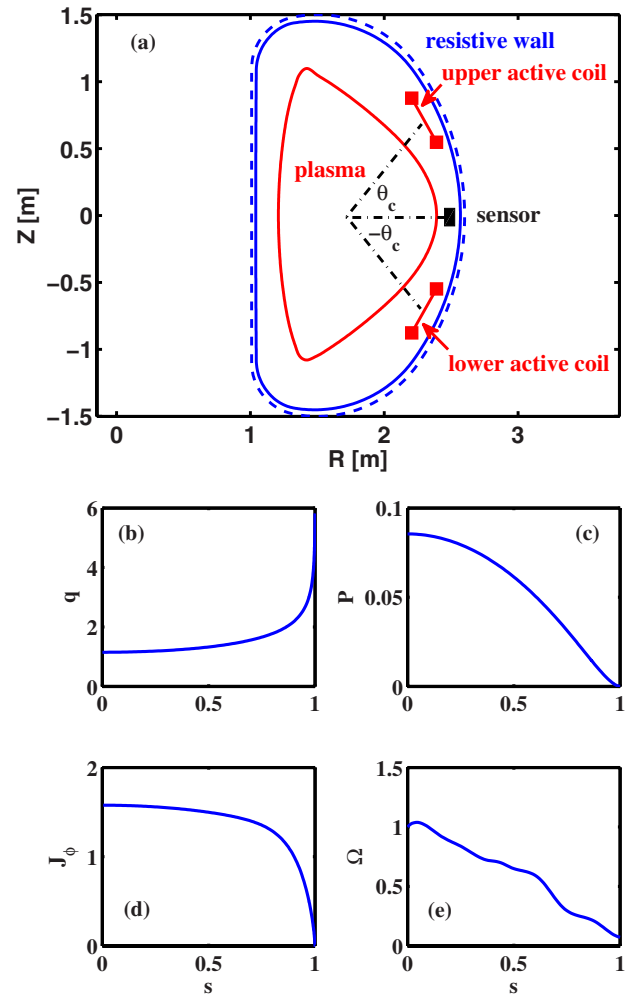 (a)
resistive wall
upper active coil
plasma
θc
sensor
−θc
lower active coil
1.5
1
0.5
0
−0.5
−1
−1.5
Z [m]
0 1 2 3
R [m]
(b)
6
4
2
0
q
0 0.5 1
(c)
0.1
0.05
0
P
0 0.5 1
(d)
2
1
0
Jϕ
0 0.5 1
s
(e)
1.5
1
0.5
0
Ω
0 0.5 1
s